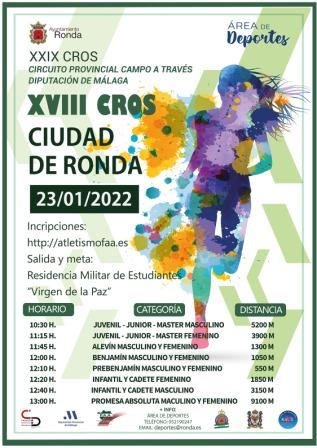 Ayuntamiento
Ronda
ÁREA DE
Deportes
XXIX CROS
CIRCUITO PROVINCIAL CAMPO A TRAVÉS
DIPUTACIÓN DE MÁLAGA
XVIII CROS
CIUDAD
DE RONDA
23/01/2022
Incripciones:
http://atletismofaa.es
Salida y meta:
Residencia Militar de Estudiantes
"Virgen de la Paz"
HORARIO CATEGORÍA DISTANCIA
10:30 H. JUVENIL - JUNIOR - MASTER MASCULINO 5200 M
11:15 H. JUVENIL - JUNIOR - MASTER FEMENINO 3900 M
11:45 H. ALEVÍN MASCULINO Y FEMENINO 1300 M
12:00 H. BENJAMÍN MASCULINO Y FEMENINO 1050 M
12:10 H. PREBENJAMÍN MASCULINO Y FEMENINO 550 M
12:20 H. INFANTIL Y CADETE FEMENINO 1850 M
12:40 H. INFANTIL Y CADETE MASCULINO 3150 M
13:00 H. PROMESA ABSOLUTA MASCULINO Y FEMENINO 9100 M
+ INFO:
ÁREA DE DEPORTES
TELÉFONO: 952190247
EMAIL deportes@ronda.es